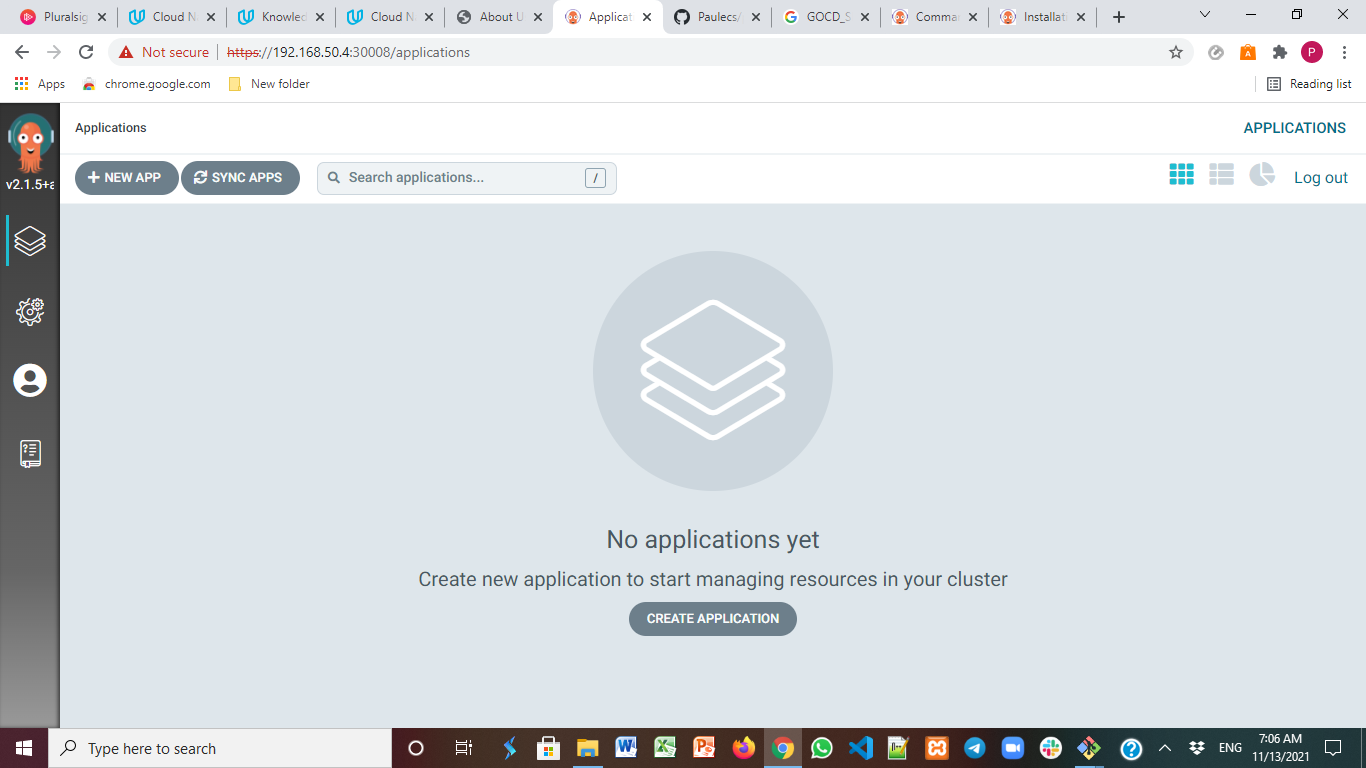 Pluralsig
Cloud N
Knowled
Cloud N
About U
Applicat
Paulecs/
GOCD_S
Commar
Installati
Not secure
https://192.168.50.4:30008/applications
P
Apps
chrome.google.com
New folder
Reading list
Applications
APPLICATIONS
v2.1.5+a
NEW APP
SYNC APPS
Search applications...
/
Log out
No applications yet
Create new application to start managing resources in your cluster
CREATE APPLICATION
Type here to search
ENG
7:06 AM
11/13/2021